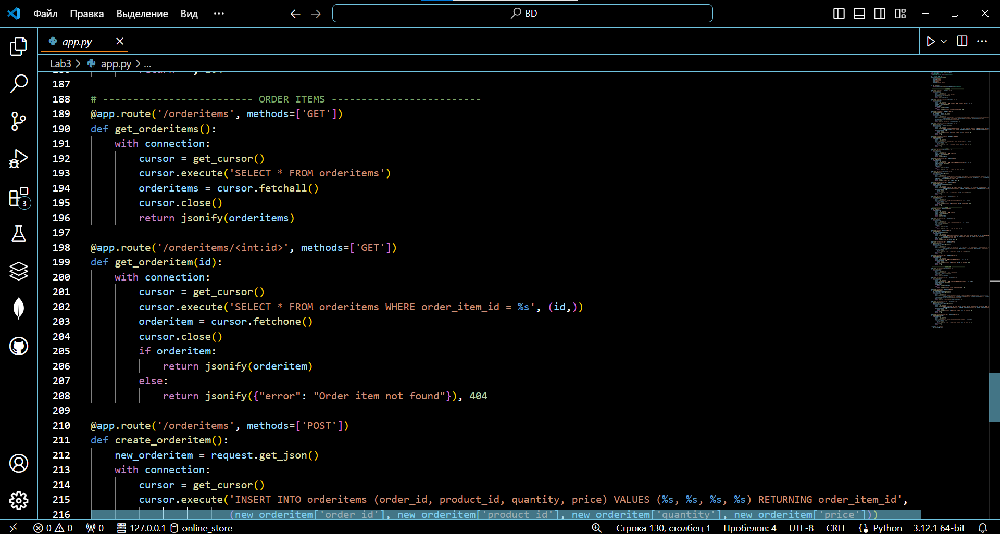 Файл Правка Выделение Вид ··· BD
app.py
Lab3 > app.py > ...
187
188 # ------------------------- ORDER ITEMS -------------------------
189 @app.route('/orderitems', methods=['GET'])
190 def get_orderitems():
191 with connection:
192 cursor = get_cursor()
193 cursor.execute('SELECT * FROM orderitems')
194 orderitems = cursor.fetchall()
195 cursor.close()
196 return jsonify(orderitems)
197
198 @app.route('/orderitems/<int:id>', methods=['GET'])
199 def get_orderitem(id):
200 with connection:
201 cursor = get_cursor()
202 cursor.execute('SELECT * FROM orderitems WHERE order_item_id = %s', (id,))
203 orderitem = cursor.fetchone()
204 cursor.close()
205 if orderitem:
206 return jsonify(orderitem)
207 else:
208 return jsonify({"error": "Order item not found"}), 404
209
210 @app.route('/orderitems', methods=['POST'])
211 def create_orderitem():
212 new_orderitem = request.get_json()
213 with connection:
214 cursor = get_cursor()
215 cursor.execute('INSERT INTO orderitems (order_id, product_id, quantity, price) VALUES (%s, %s, %s, %s) RETURNING order_item_id',
216 (new_orderitem['order_id'], new_orderitem['product_id'], new_orderitem['quantity'], new_orderitem['price']))
3
0 0 0 127.0.0.1 online_store Строка 130, столбец 1 Пробелов: 4 UTF-8 CRLF Python 3.12.1 64-bit